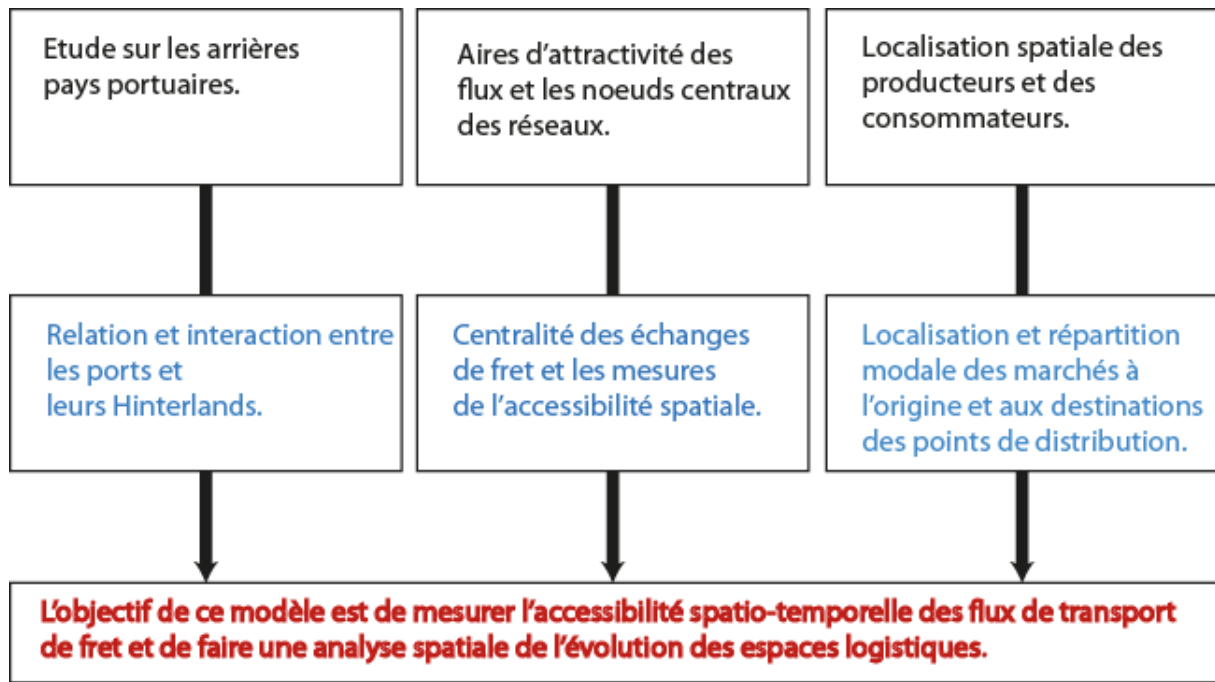 Etude sur les arrières
pays portuaires.
Aires d'attractivité des
flux et les noeuds centraux
des réseaux.
Localisation spatiale des
producteurs et des
consommateurs.
Relation et interaction entre
les ports et
leurs Hinterlands.
Centralité des échanges
de fret et les mesures
de l'accessibilité spatiale.
Localisation et répartition
modale des marchés à
l'origine et aux destinations
des points de distribution.
L'objectif de ce modèle est de mesurer l'accessibilité spatio-temporelle des flux de transport
de fret et de faire une analyse spatiale de l'évolution des espaces logistiques.